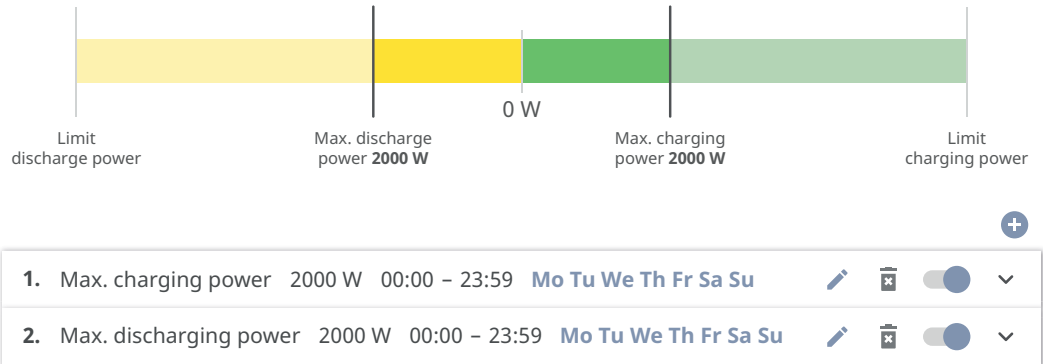 0 W
Limit
discharge power
Max. discharge
power 2000 W
Max. charging
power 2000 W
Limit
charging power
1. Max. charging power 2000 W 00:00 – 23:59 Mo Tu We Th Fr Sa Su
2. Max. discharging power 2000 W 00:00 – 23:59 Mo Tu We Th Fr Sa Su